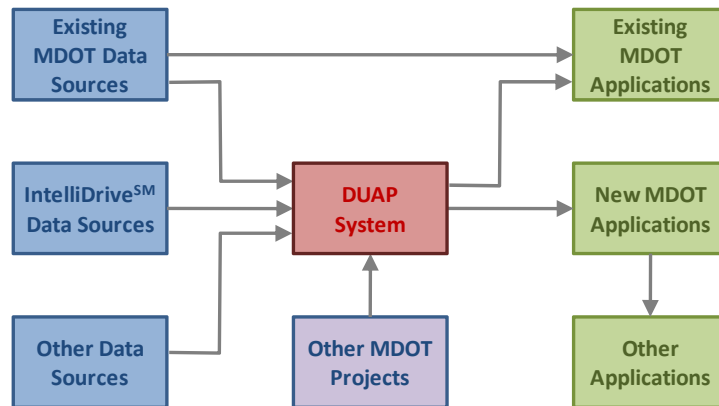 Existing
MDOT Data
Sources
Existing
MDOT
Applications
IntelliDriveSM
Data Sources
DUAP
System
New MDOT
Applications
Other Data
Sources
Other MDOT
Projects
Other
Applications